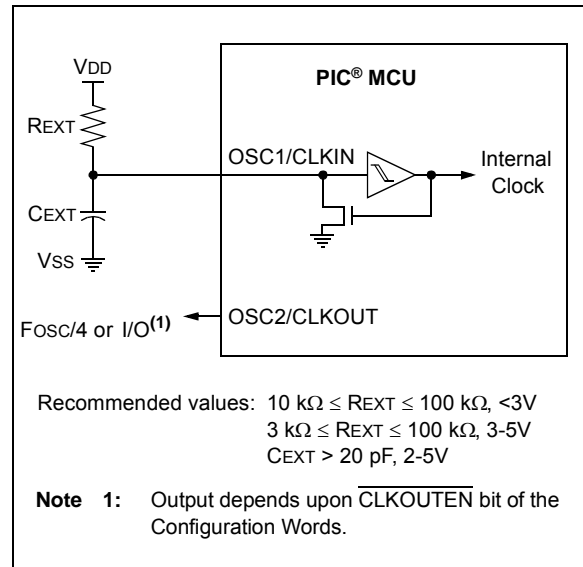 VDD
PIC® MCU
REXT
OSC1/CLKIN
Internal
Clock
CEXT
VSS
FOSC/4 or I/O(1)
OSC2/CLKOUT
Recommended values: 10 kΩ ≤ REXT ≤ 100 kΩ, <3V
3 kΩ ≤ REXT ≤ 100 kΩ, 3-5V
CEXT > 20 pF, 2-5V
Note 1: Output depends upon C̅L̅K̅O̅U̅T̅E̅N̅ bit of the
Configuration Words.